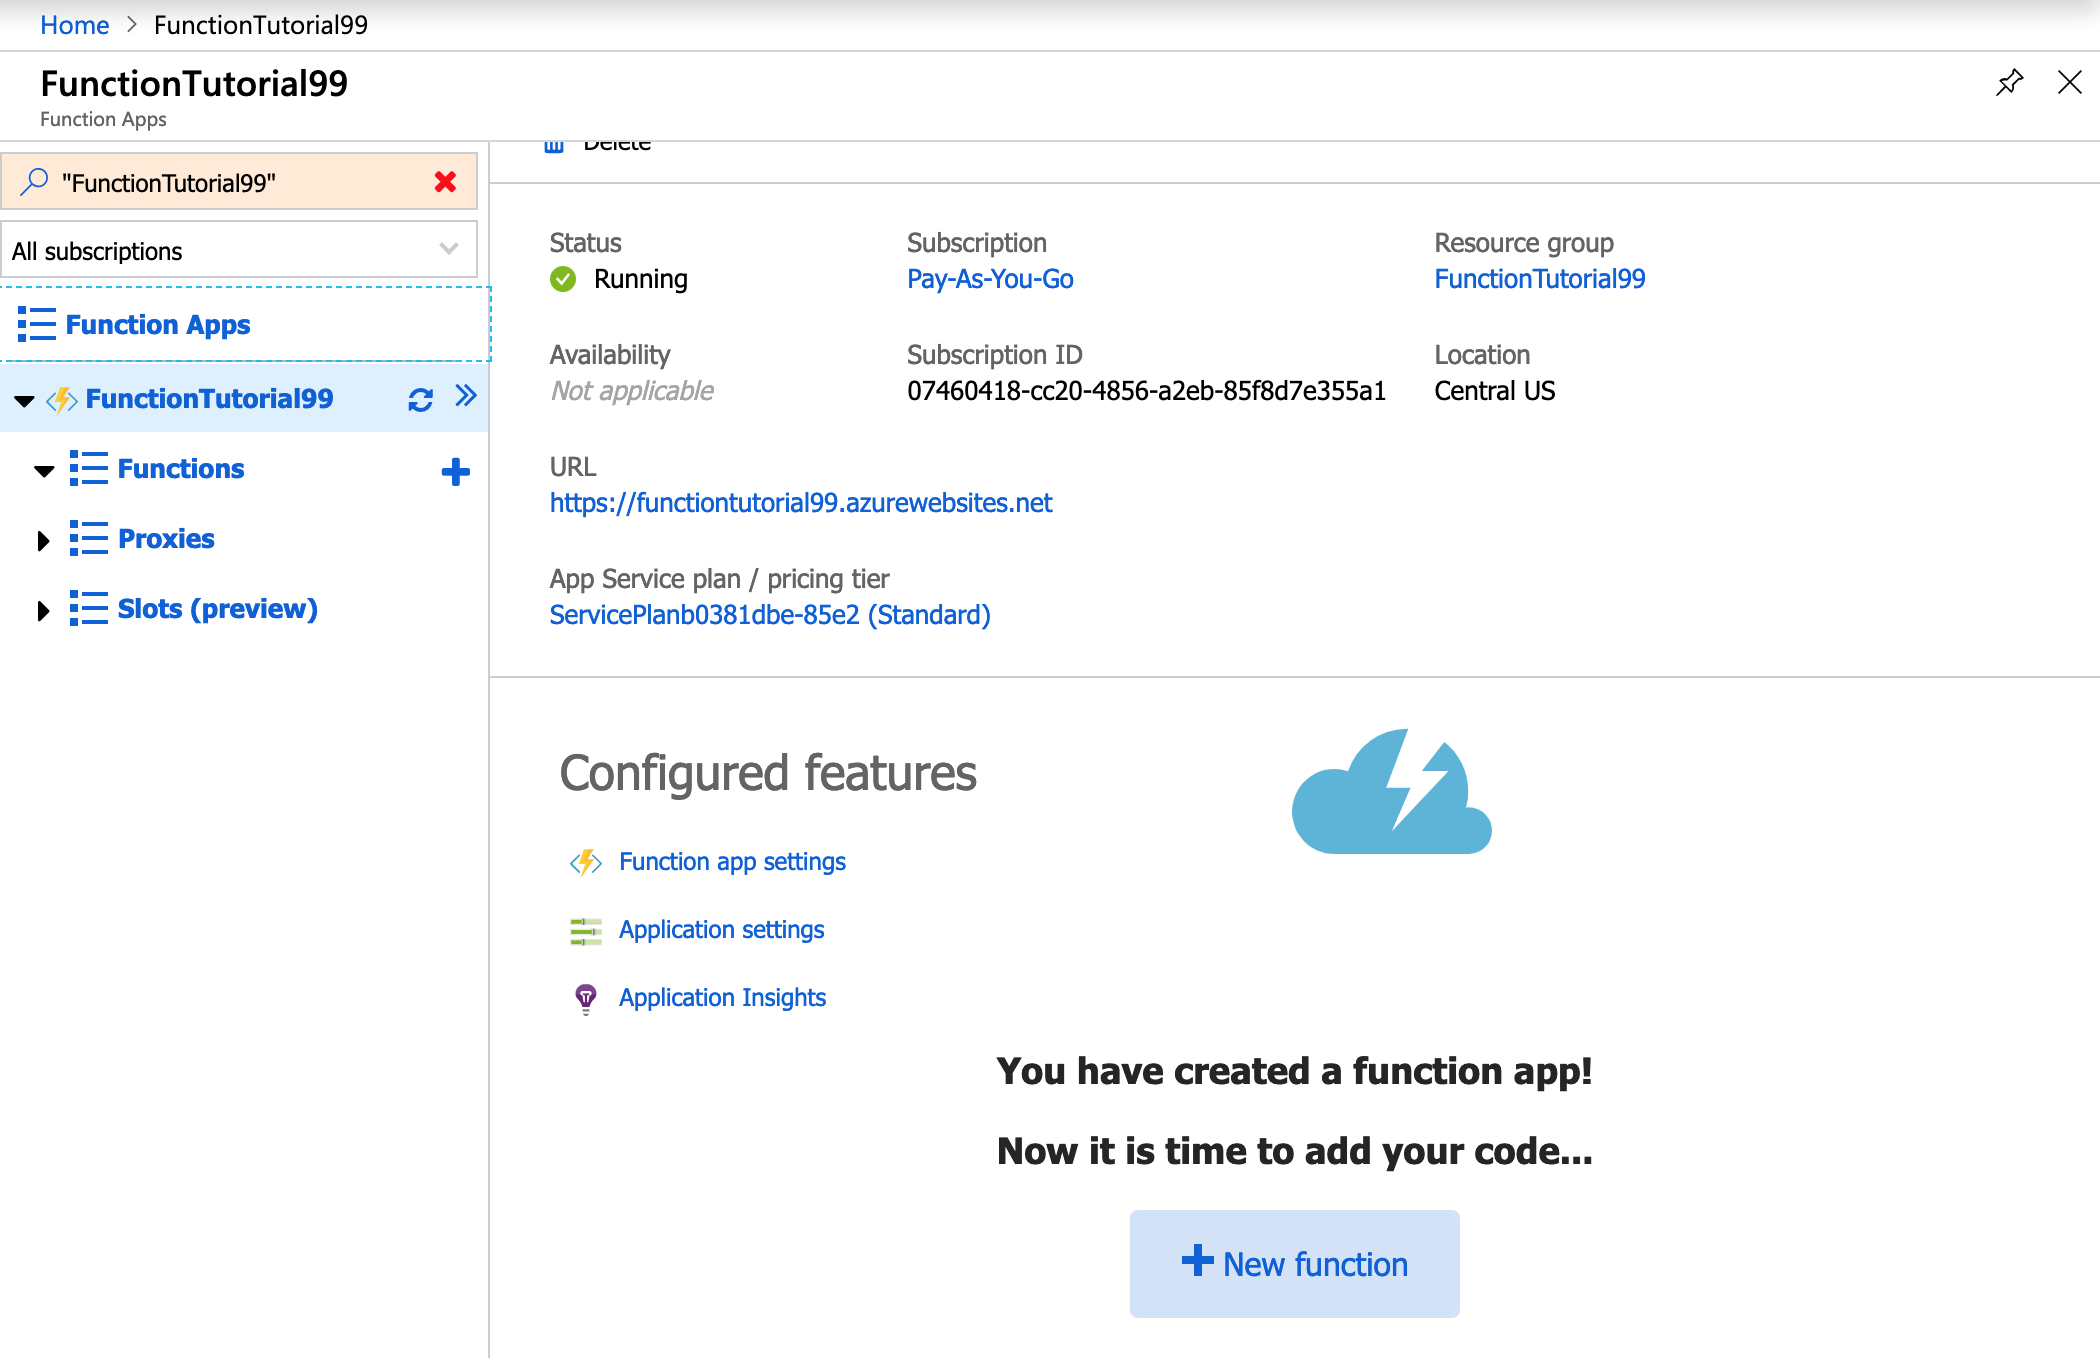 Home > FunctionTutorial99
FunctionTutorial99
Function Apps
"FunctionTutorial99"
All subscriptions
Function Apps
FunctionTutorial99
Functions
Proxies
Slots (preview)
Delete
Status
Running
Subscription
Pay-As-You-Go
Resource group
FunctionTutorial99
Availability
Not applicable
Subscription ID
07460418-cc20-4856-a2eb-85f8d7e355a1
Location
Central US
URL
https://functiontutorial99.azurewebsites.net
App Service plan / pricing tier
ServicePlanb0381dbe-85e2 (Standard)
Configured features
Function app settings
Application settings
Application Insights
You have created a function app!
Now it is time to add your code...
New function